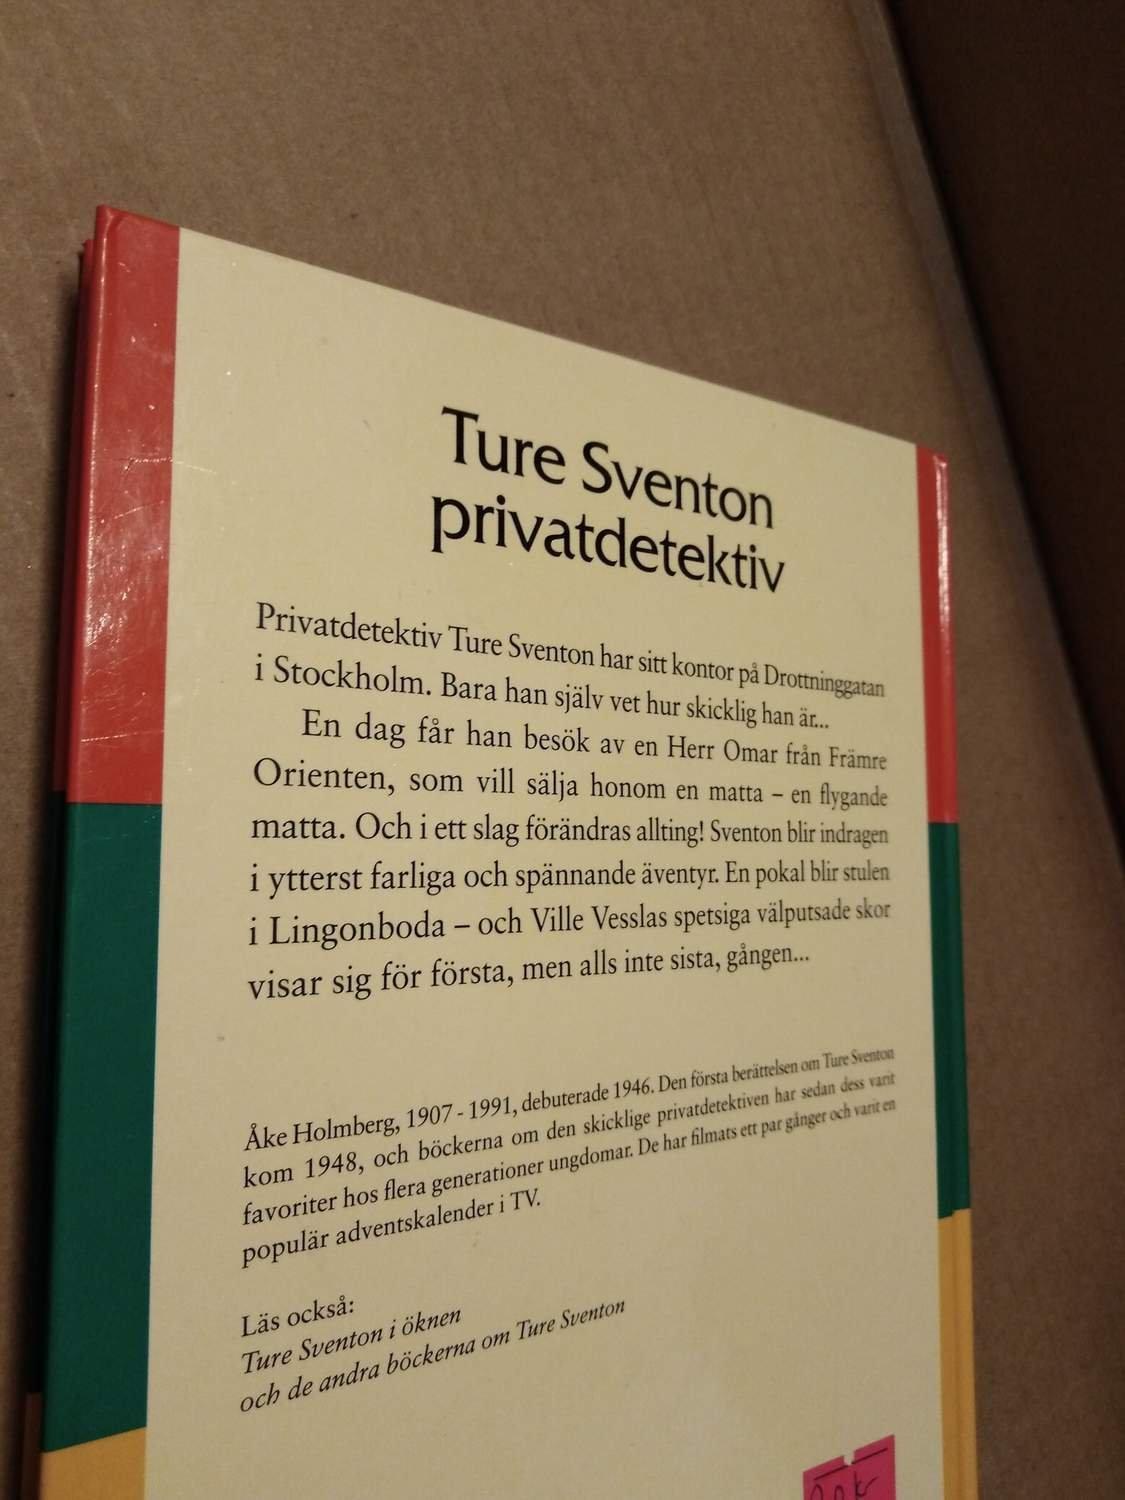 Ture Sventon
privatdetektiv
Privatdetektiv Ture Sventon har sitt kontor på Drottninggatan
i Stockholm. Bara han själv vet hur skicklig han är...
En dag får han besök av en Herr Omar från Främre
Orienten, som vill sälja honom en matta – en flygande
matta. Och i ett slag förändras allting! Sventon blir indragen
i ytterst farliga och spännande äventyr. En pokal blir stulen
i Lingonboda – och Ville Vesslas spetsiga välputsade skor
visar sig för första, men alls inte sista, gången...
Åke Holmberg, 1907 - 1991, debuterade 1946. Den första berättelsen om Ture Sventon
kom 1948, och böckerna om den skicklige privatdetektiven har sedan dess varit
favoriter hos flera generationer ungdomar. De har filmats ett par gånger och varit en
populär adventskalender i TV.
Läs också:
Ture Sventon i öknen
och de andra böckerna om Ture Sventon